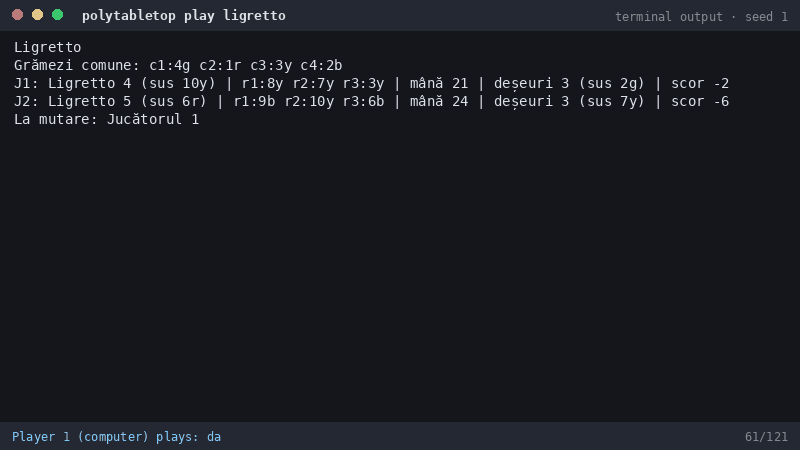 polytabletop play ligretto
terminal output · seed 1
Ligretto
Grămezi comune: c1:4g c2:1r c3:3y c4:2b
J1: Ligretto 4 (sus 10y) | r1:8y r2:7y r3:3y | mână 21 | deșeuri 3 (sus 2g) | scor -2
J2: Ligretto 5 (sus 6r) | r1:9b r2:10y r3:6b | mână 24 | deșeuri 3 (sus 7y) | scor -6
La mutare: Jucătorul 1
Player 1 (computer) plays: da
61/121